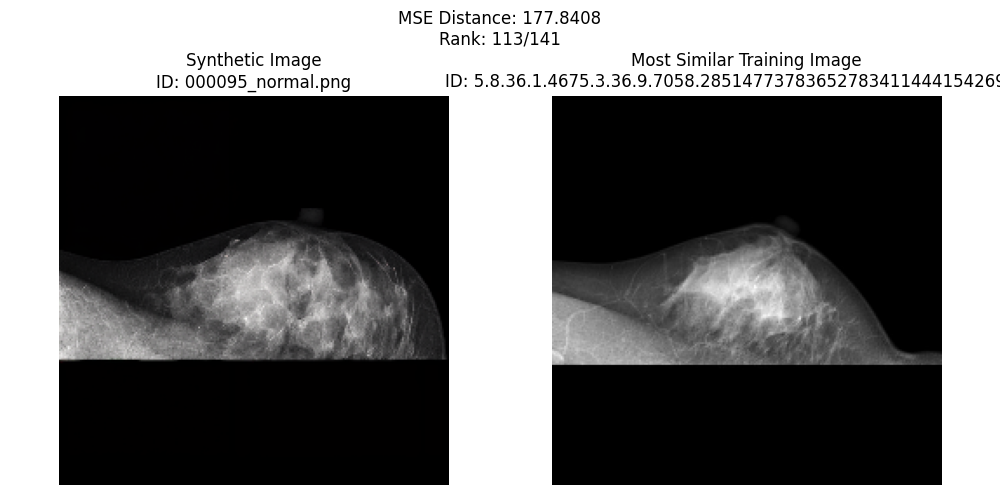 MSE Distance: 177.8408
Rank: 113/141
Synthetic Image
ID: 000095_normal.png
Most Similar Training Image
ID: 5.8.36.1.4675.3.36.9.7058.28514773783652783411444154269